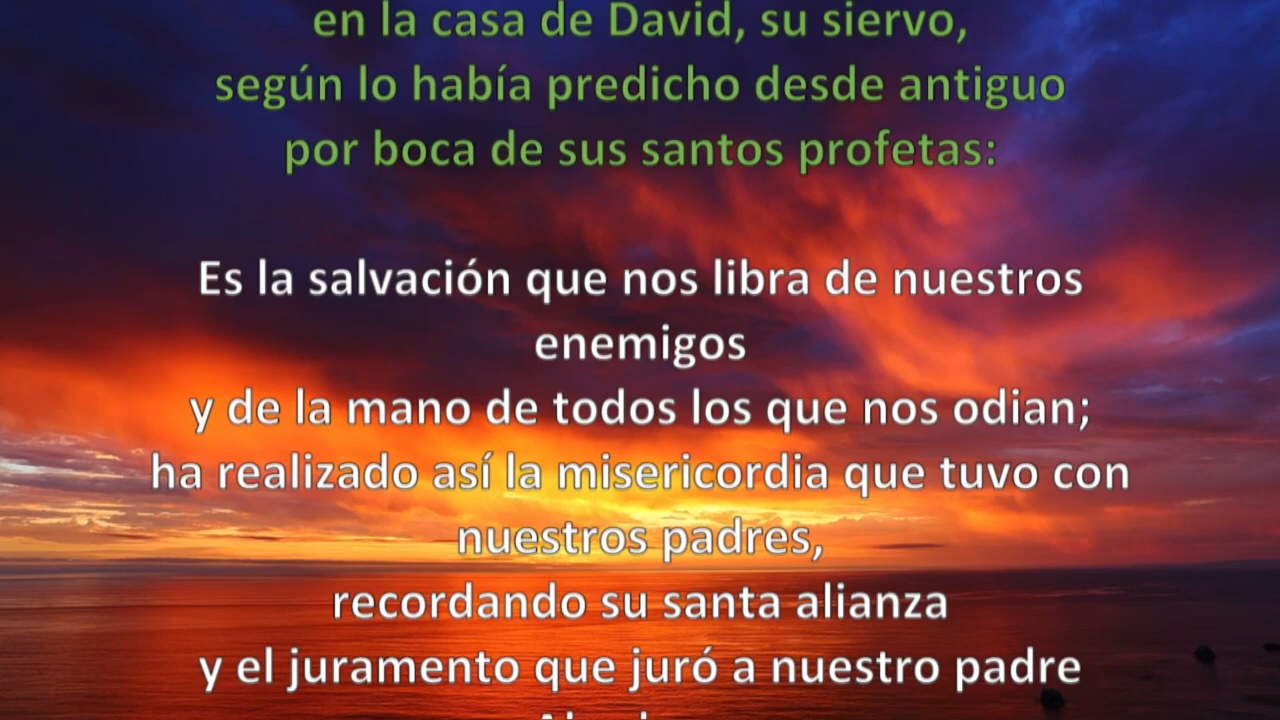 en la casa de David, su siervo,
según lo había predicho desde antiguo
por boca de sus santos profetas:
Es la salvación que nos libra de nuestros
enemigos
y de la mano de todos los que nos odian;
ha realizado así la misericordia que tuvo con
nuestros padres,
recordando su santa alianza
y el juramento que juró a nuestro padre